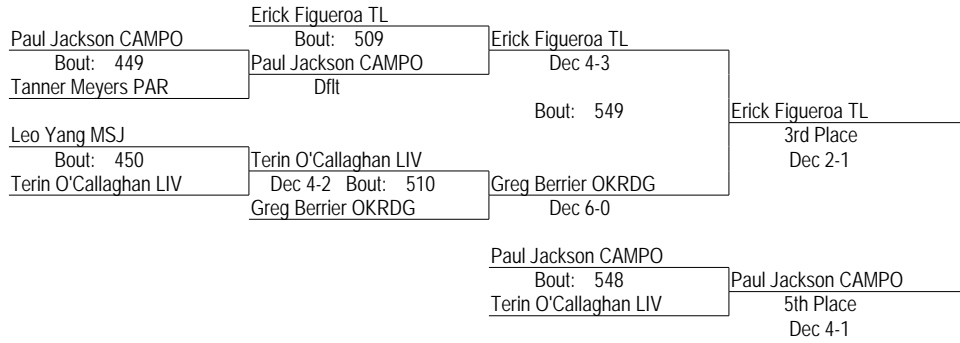 Erick Figueroa TL
Paul Jackson CAMPO
Bout: 509
Erick Figueroa TL
Bout: 449
Paul Jackson CAMPO
Dec 4-3
Tanner Meyers PAR
Dflt
Bout: 549
Erick Figueroa TL
Leo Yang MSJ
3rd Place
Bout: 450
Terin O'Callaghan LIV
Dec 2-1
Terin O'Callaghan LIV
Dec 4-2 Bout: 510
Greg Berrier OKRDG
Greg Berrier OKRDG
Dec 6-0
Paul Jackson CAMPO
Bout: 548
Paul Jackson CAMPO
Terin O'Callaghan LIV
5th Place
Dec 4-1